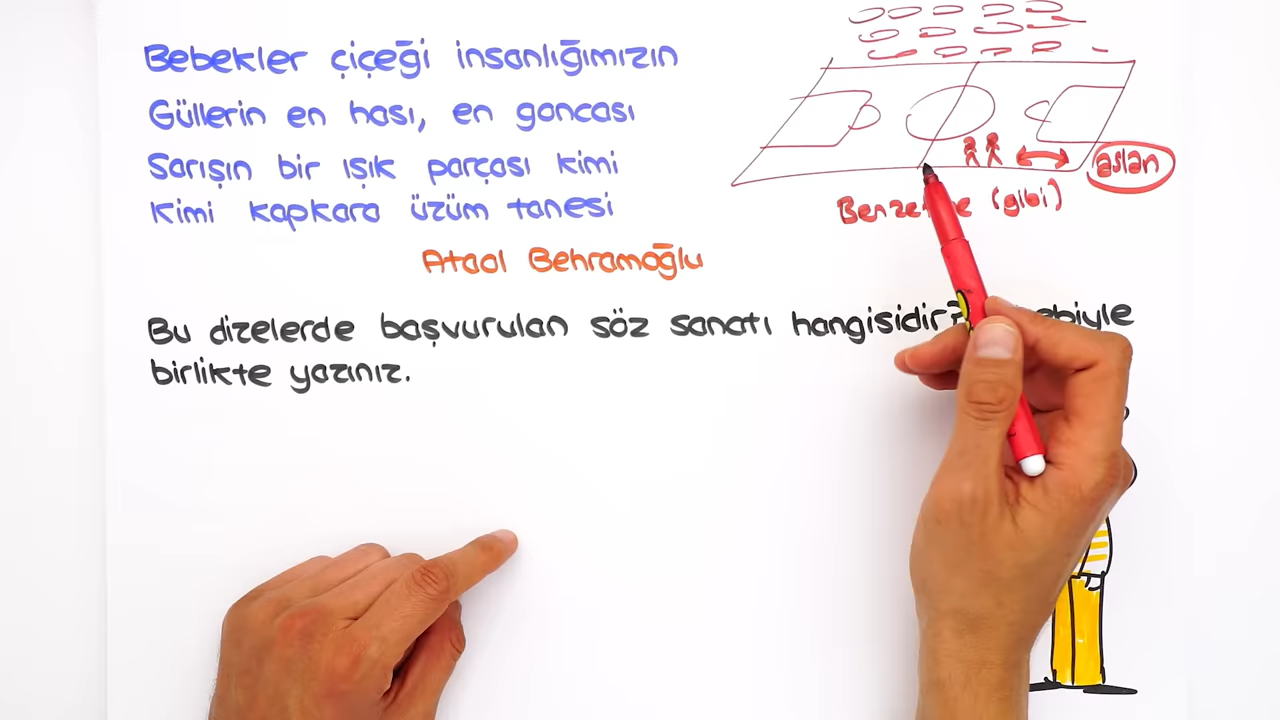 Bebekler çiçeği insanlığımızın
Güllerin en hası, en goncası
Sarışın bir ışık parçası kimi
Kimi kapkara üzüm tanesi
Ataol Behramoğlu
aslan
(gibi)
Bu dizelerde başvurulan söz sanatı hangisidir?
birlikte yazınız.